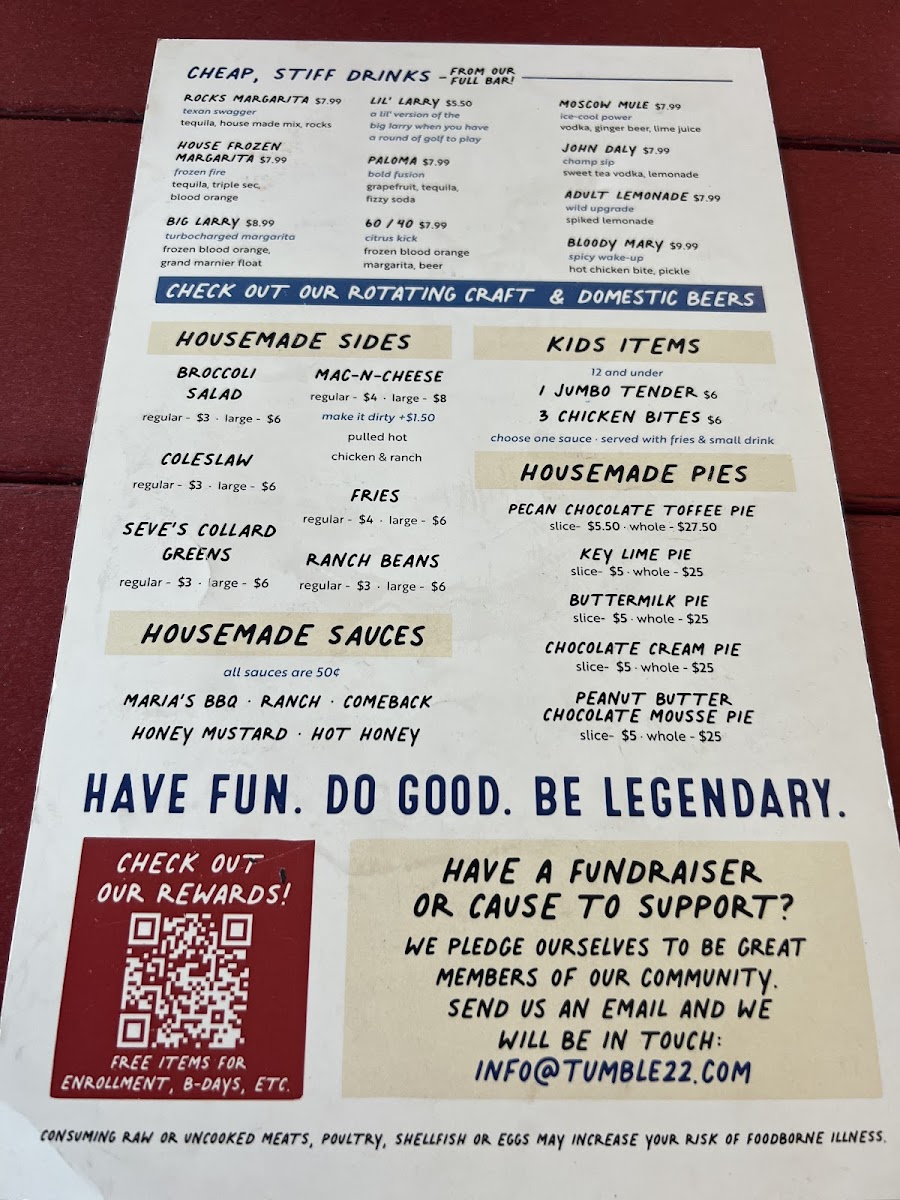 CHEAP, STIFF DRINKS - FROM OUR FULL BAR!
ROCKS MARGARITA $7.99
texan swagger
tequila, house made mix, rocks
HOUSE FROZEN
MARGARITA $7.99
frozen fire
tequila, triple sec,
blood orange
BIG LARRY $8.99
turbocharged margarita
frozen blood orange,
grand marnier float
LIL' LARRY $5.50
a lil' version of the
big larry when you have
a round of golf to play
PALOMA $7.99
bold fusion
grapefruit, tequila,
fizzy soda
60 / 40 $7.99
citrus kick
frozen blood orange
margarita, beer
MOSCOW MULE $7.99
ice-cool power
vodka, ginger beer, lime juice
JOHN DALY $7.99
champ sip
sweet tea vodka, lemonade
ADULT LEMONADE $7.99
wild upgrade
spiked lemonade
BLOODY MARY $9.99
spicy wake-up
hot chicken bite, pickle
CHECK OUT OUR ROTATING CRAFT & DOMESTIC BEERS
HOUSEMADE SIDES
BROCCOLI
SALAD
regular - $3 · large - $6
COLESLAW
regular - $3 · large - $6
SEVE'S COLLARD
GREENS
regular - $3 · large - $6
MAC-N-CHEESE
regular - $4 · large - $8
make it dirty +$1.50
pulled hot
chicken & ranch
FRIES
regular - $4 · large - $6
RANCH BEANS
regular - $3 · large - $6
HOUSEMADE SAUCES
all sauces are 50¢
MARIA'S BBQ · RANCH · COMEBACK
HONEY MUSTARD · HOT HONEY
KIDS ITEMS
12 and under
1 JUMBO TENDER $6
3 CHICKEN BITES $6
choose one sauce · served with fries & small drink
HOUSEMADE PIES
PECAN CHOCOLATE TOFFEE PIE
slice- $5.50 · whole - $27.50
KEY LIME PIE
slice- $5 · whole - $25
BUTTERMILK PIE
slice- $5 · whole - $25
CHOCOLATE CREAM PIE
slice- $5 · whole - $25
PEANUT BUTTER
CHOCOLATE MOUSSE PIE
slice- $5 · whole - $25
HAVE FUN. DO GOOD. BE LEGENDARY.
CHECK OUT
OUR REWARDS!
FREE ITEMS FOR
ENROLLMENT, B-DAYS, ETC.
HAVE A FUNDRAISER
OR CAUSE TO SUPPORT?
WE PLEDGE OURSELVES TO BE GREAT
MEMBERS OF OUR COMMUNITY.
SEND US AN EMAIL AND WE
WILL BE IN TOUCH:
INFO@TUMBLE22.COM
CONSUMING RAW OR UNCOOKED MEATS, POULTRY, SHELLFISH OR EGGS MAY INCREASE YOUR RISK OF FOODBORNE ILLNESS.